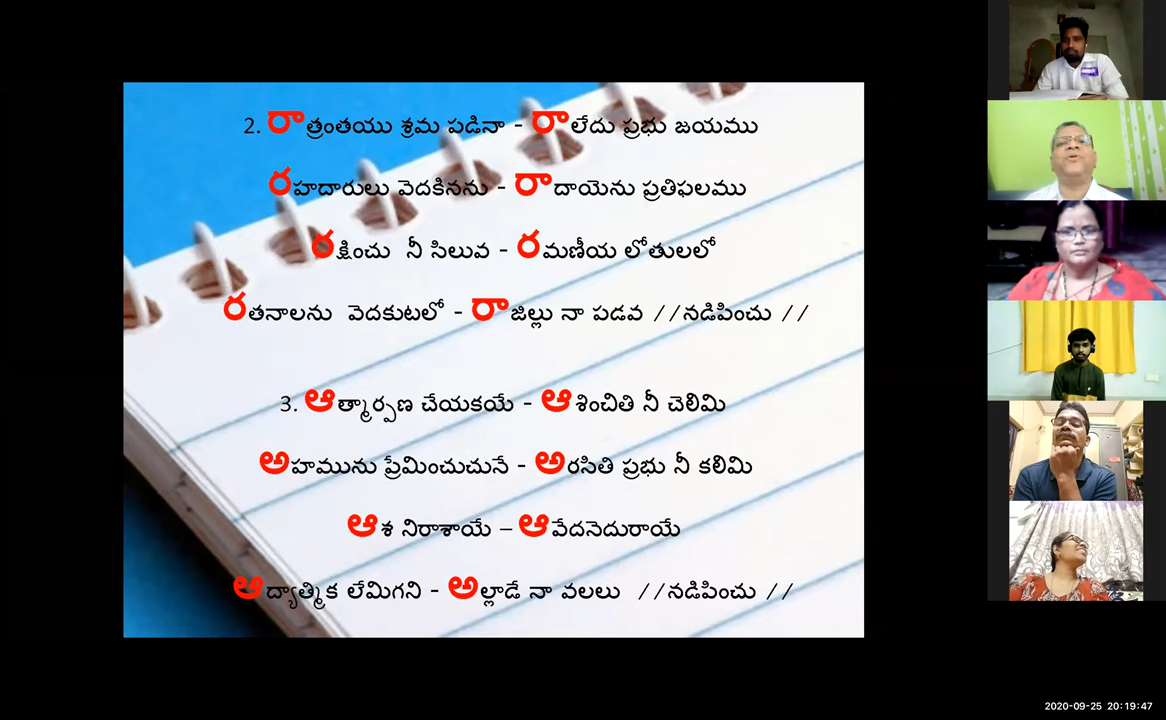 2. రాత్రంతయు శ్రమ పడినా - రాలేదు ప్రభు జయము
రహదారులు వెదకినను - రాదాయెను ప్రతిఫలము
రక్షించు నీ సిలువ - రమణీయ లోతులలో
రతనాలను వెదకుటలో - రాజిల్లు నా పడవ //నడిపించు //
3. ఆత్మార్పణ చేయకయే - ఆశించితి నీ చెలిమి
అహమును ప్రేమించుచునే - అరసితి ప్రభు నీ కలిమి
ఆశ నిరాశాయే – ఆవేదనెదురాయే
ఆద్యాత్మిక లేమిగని - అల్లాడే నా వలలు //నడిపించు //
2020-09-25 20:19:47